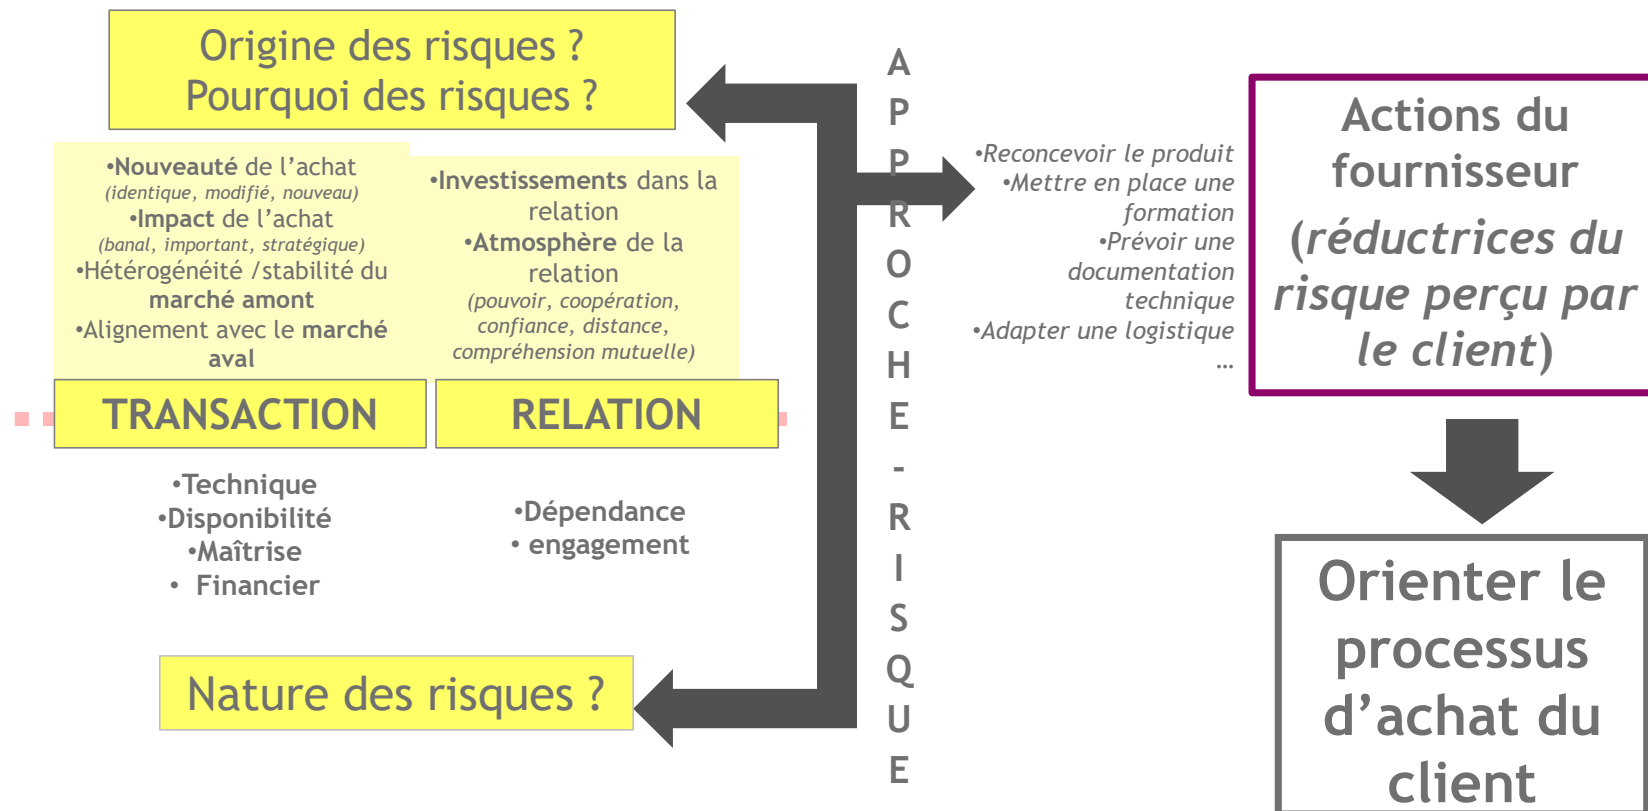 Origine des risques ?
Pourquoi des risques ?
•Nouveauté de l’achat
(identique, modifié, nouveau)
•Impact de l’achat
(banal, important, stratégique)
•Hétérogénéité /stabilité du
marché amont
•Alignement avec le marché
aval
•Investissements dans la
relation
•Atmosphère de la
relation
(pouvoir, coopération,
confiance, distance,
compréhension mutuelle)
TRANSACTION
RELATION
•Technique
•Disponibilité
•Maîtrise
• Financier
•Dépendance
• engagement
Nature des risques ?
A
P
P
R
O
C
H
E
-
R
I
S
Q
U
E
•Reconcevoir le produit
•Mettre en place une
formation
•Prévoir une
documentation
technique
•Adapter une logistique
…
Actions du
fournisseur
(réductrices du
risque perçu par
le client)
Orienter le
processus
d’achat du
client